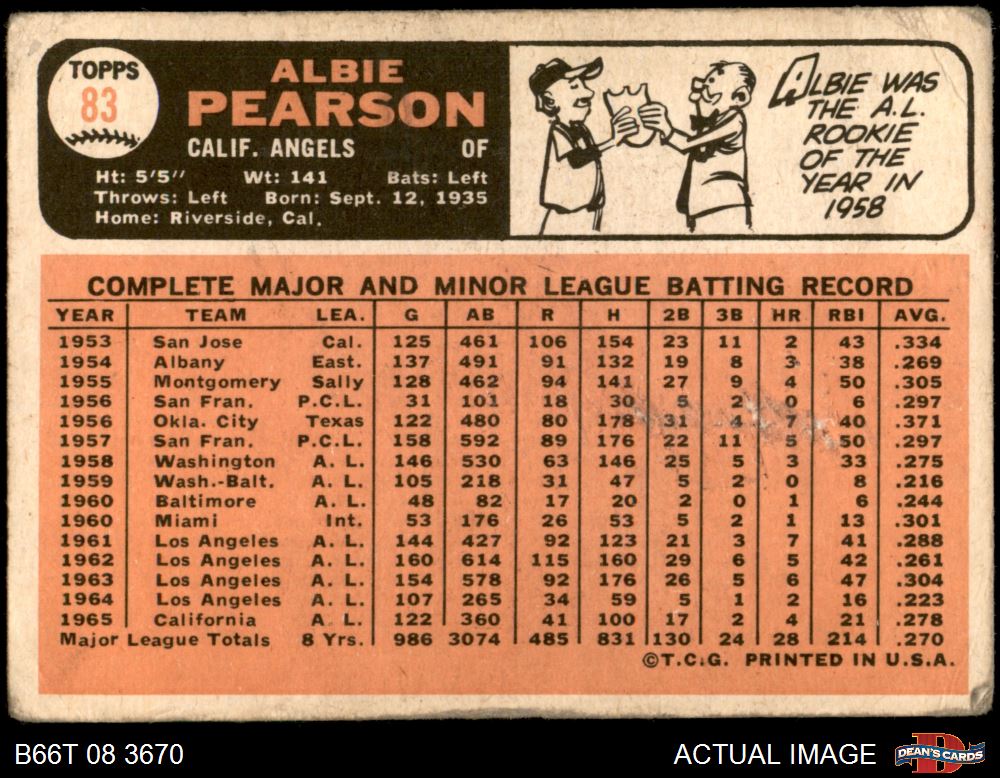 TOPPS
83
ALBIE
PEARSON
CALIF. ANGELS OF
Ht: 5'5" Wt: 141 Bats: Left
Throws: Left Born: Sept. 12, 1935
Home: Riverside, Cal.
ALBIE WAS
THE A.L.
ROOKIE
OF THE
YEAR IN
1958
COMPLETE MAJOR AND MINOR LEAGUE BATTING RECORD
YEAR TEAM LEA. G AB R H 2B 3B HR RBI AVG.
1953 San Jose Cal. 125 461 106 154 23 11 2 43 .334
1954 Albany East. 137 491 91 132 19 8 3 38 .269
1955 Montgomery Sally 128 462 94 141 27 9 4 50 .305
1956 San Fran. P.C.L. 31 101 18 30 5 2 0 6 .297
1956 Okla. City Texas 122 480 80 178 31 4 7 40 .371
1957 San Fran. P.C.L. 158 592 89 176 22 11 5 50 .297
1958 Washington A. L. 146 530 63 146 25 5 3 33 .275
1959 Wash.-Balt. A. L. 105 218 31 47 5 2 0 8 .216
1960 Baltimore A. L. 48 82 17 20 2 0 1 6 .244
1960 Miami Int. 53 176 26 53 5 2 1 13 .301
1961 Los Angeles A. L. 144 427 92 123 21 3 7 41 .288
1962 Los Angeles A. L. 160 614 115 160 29 6 5 42 .261
1963 Los Angeles A. L. 154 578 92 176 26 5 6 47 .304
1964 Los Angeles A. L. 107 265 34 59 5 1 2 16 .223
1965 California A. L. 122 360 41 100 17 2 4 21 .278
Major League Totals 8 Yrs. 986 3074 485 831 130 24 28 214 .270
©T.C.G. PRINTED IN U.S.A.
B66T 08 3670 ACTUAL IMAGE DEAN'S CARDS